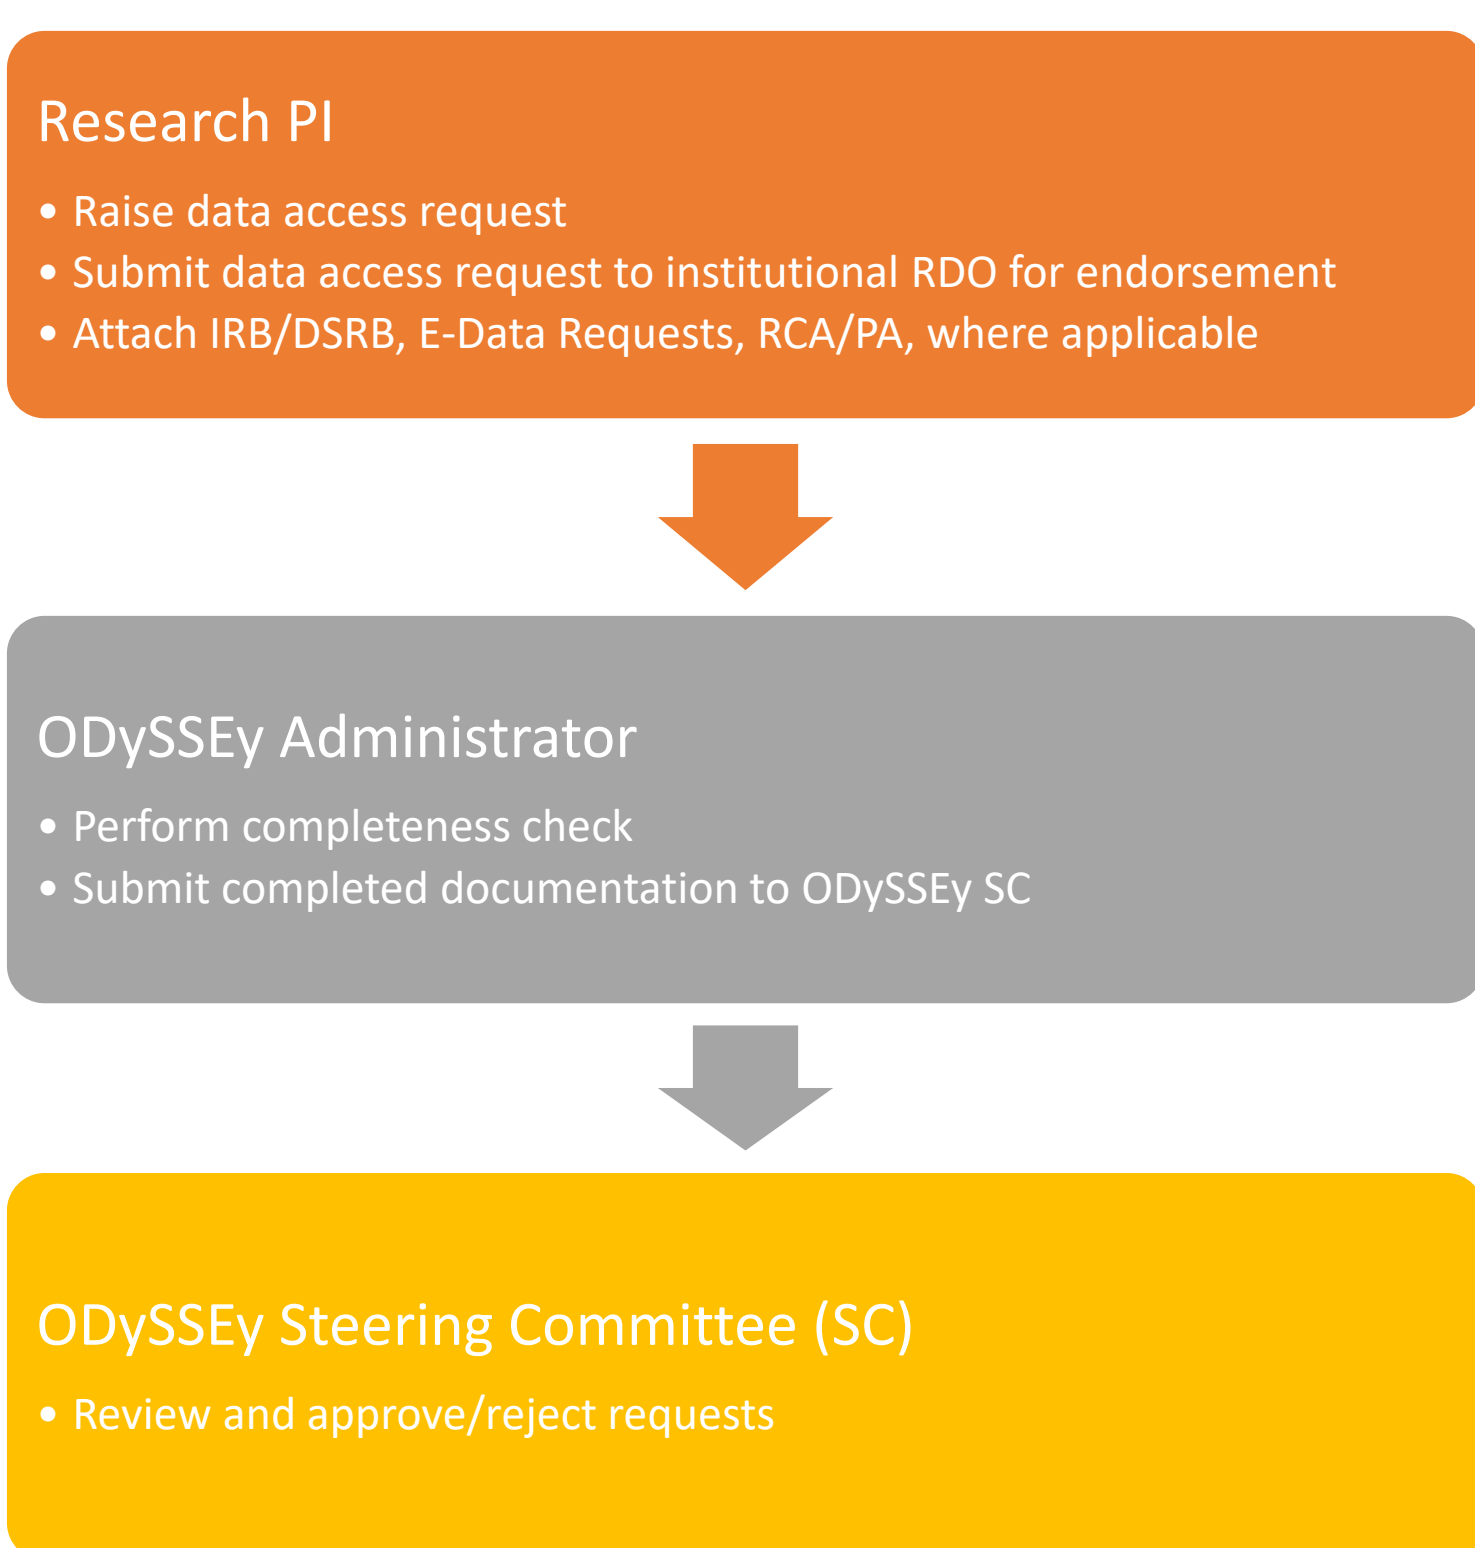 Research PI
• Raise data access request
• Submit data access request to institutional RDO for endorsement
• Attach IRB/DSRB, E-Data Requests, RCA/PA, where applicable
ODySSEy Administrator
• Perform completeness check
• Submit completed documentation to ODySSEy SC
ODySSEy Steering Committee (SC)
• Review and approve/reject requests